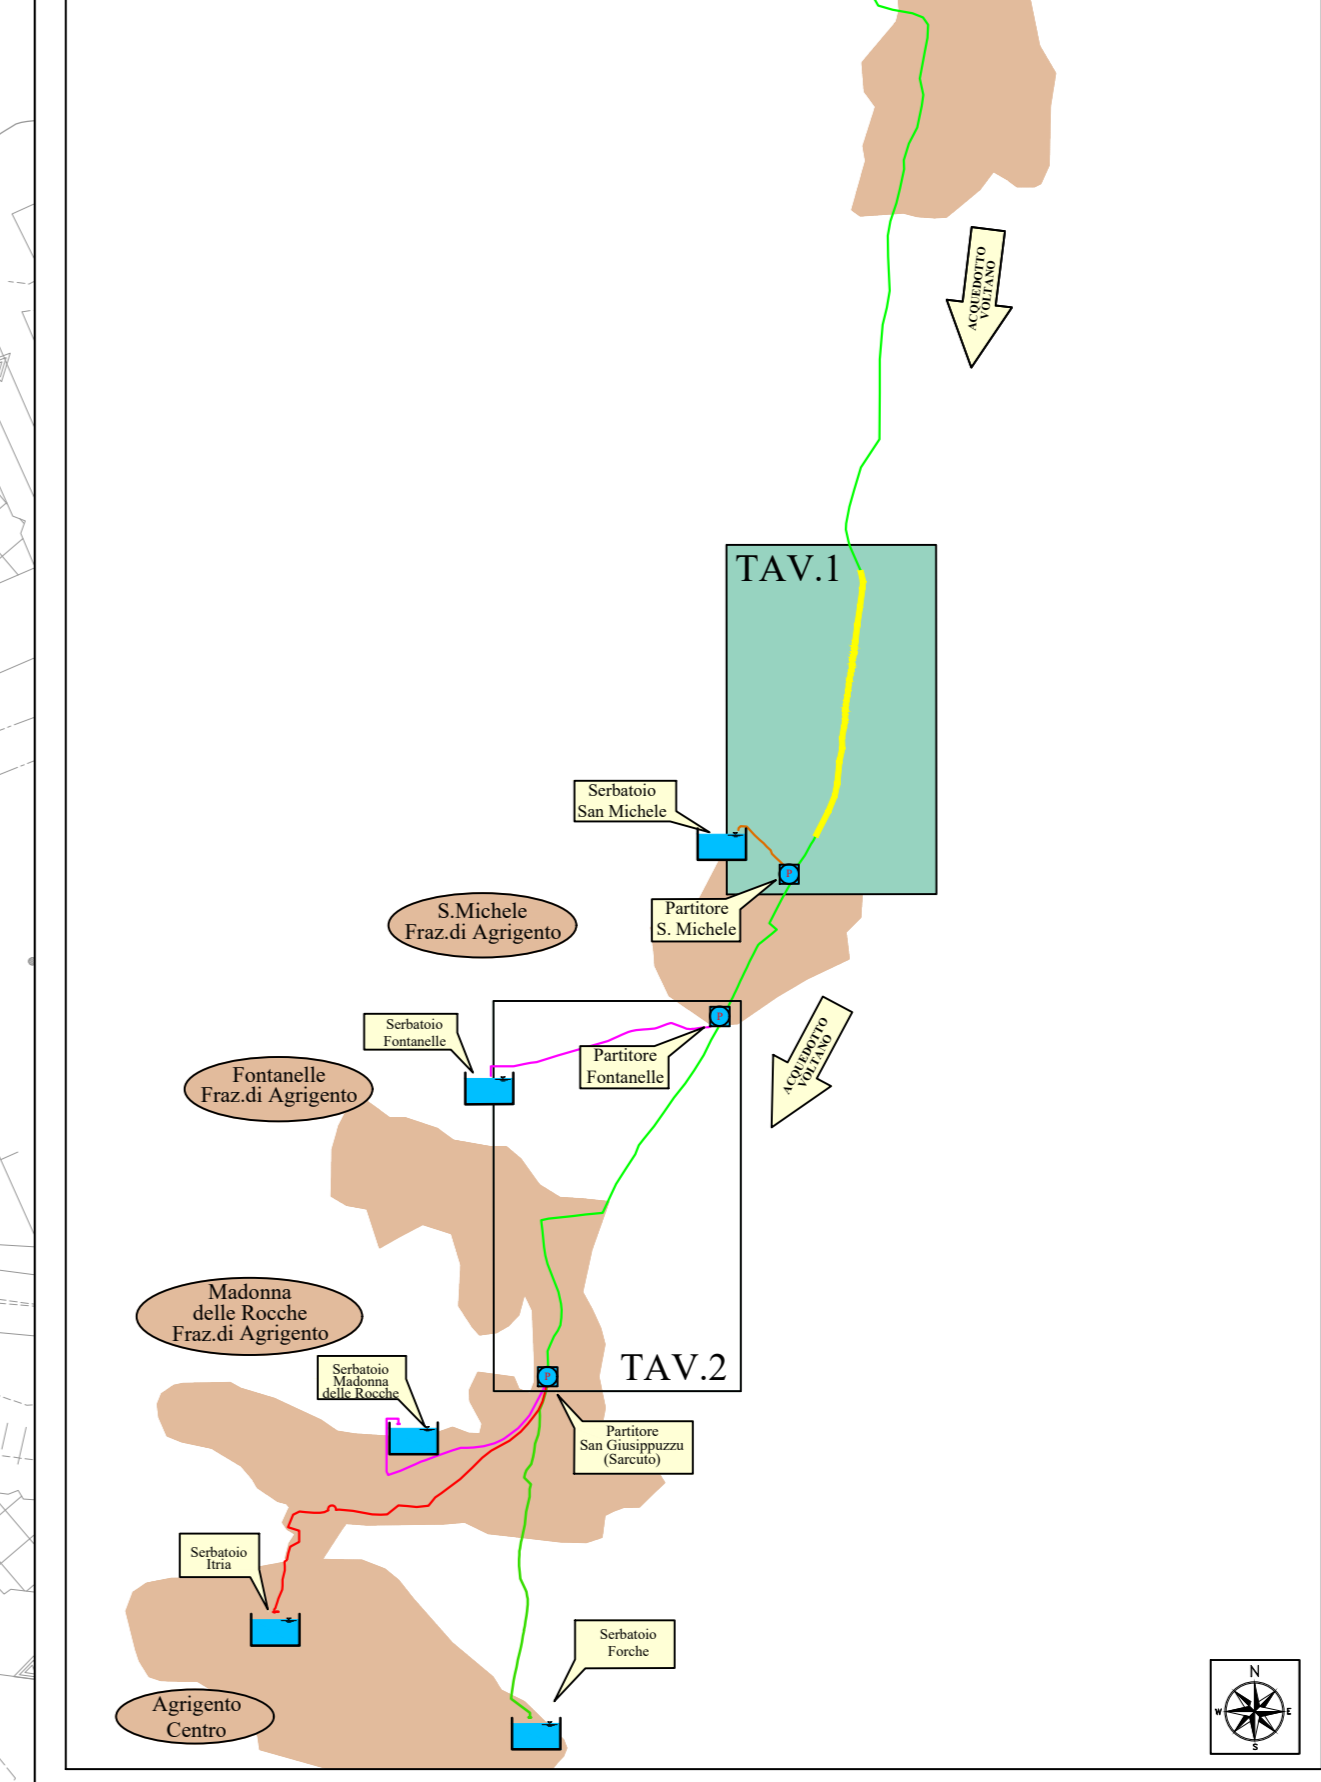 ACQUEDOTTO
VOLTANO
TAV.1
Serbatoio
San Michele
P
Partitore
S. Michele
S.Michele
Fraz.di Agrigento
P
Serbatoio
Fontanelle
Partitore
Fontanelle
ACQUEDOTTO
VOLTANO
Fontanelle
Fraz.di Agrigento
Madonna
delle Rocche
Fraz.di Agrigento
TAV.2
P
Serbatoio
Madonna
delle Rocche
Partitore
San Giusippuzzu
(Sarcuto)
Serbatoio
Itria
Serbatoio
Forche
Agrigento
Centro
N
W
E
S